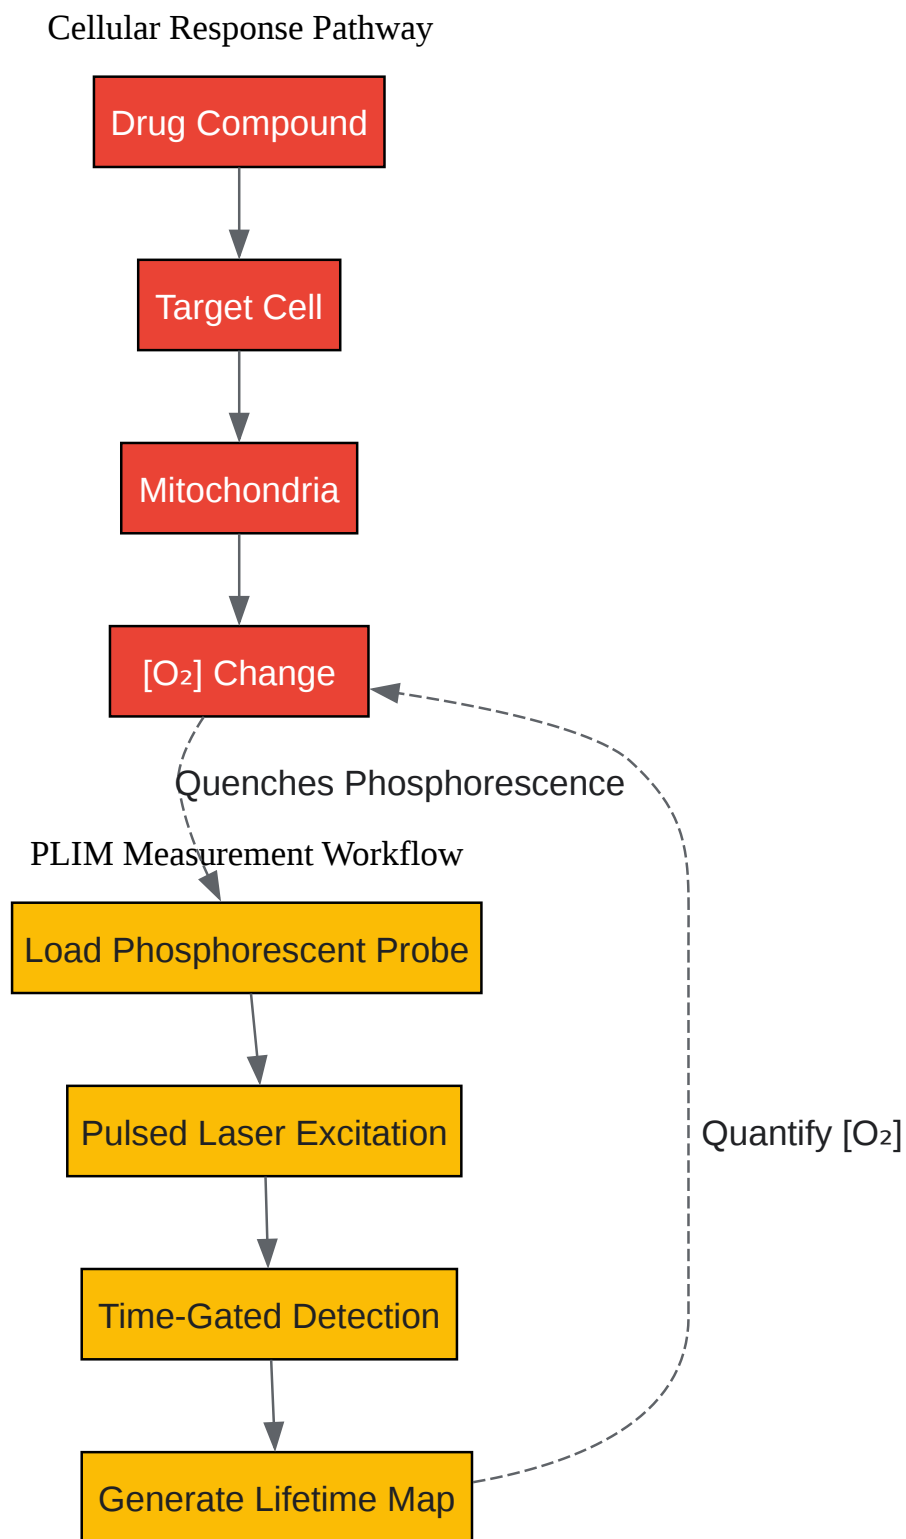 Cellular Response Pathway
Drug Compound
Target Cell
Mitochondria
[O₂] Change
Quenches Phosphorescence
PLIM Measurement Workflow
Load Phosphorescent Probe
Pulsed Laser Excitation
Quantify [O₂]
Time-Gated Detection
Generate Lifetime Map